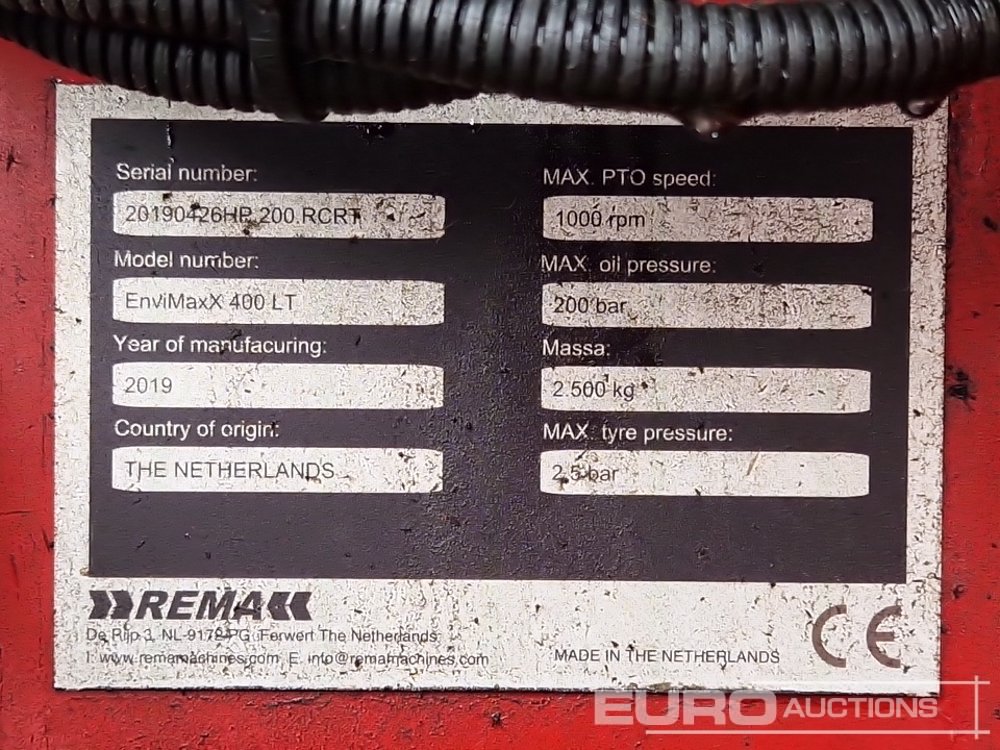 Serial number:
20190426HP.200.RCRT
Model number:
EnviMaxX 400 LT
Year of manufacuring:
2019
Country of origin:
THE NETHERLANDS
MAX. PTO speed:
1000 rpm
MAX. oil pressure:
200 bar
Massa:
2.500 kg
MAX. tyre pressure:
2,5 bar
REMA
De Rijp 3, NL-9172 PG Ferwert The Netherlands
I: www.remamachines.com E: info@remamachines.com
MADE IN THE NETHERLANDS
CE
EURO AUCTIONS